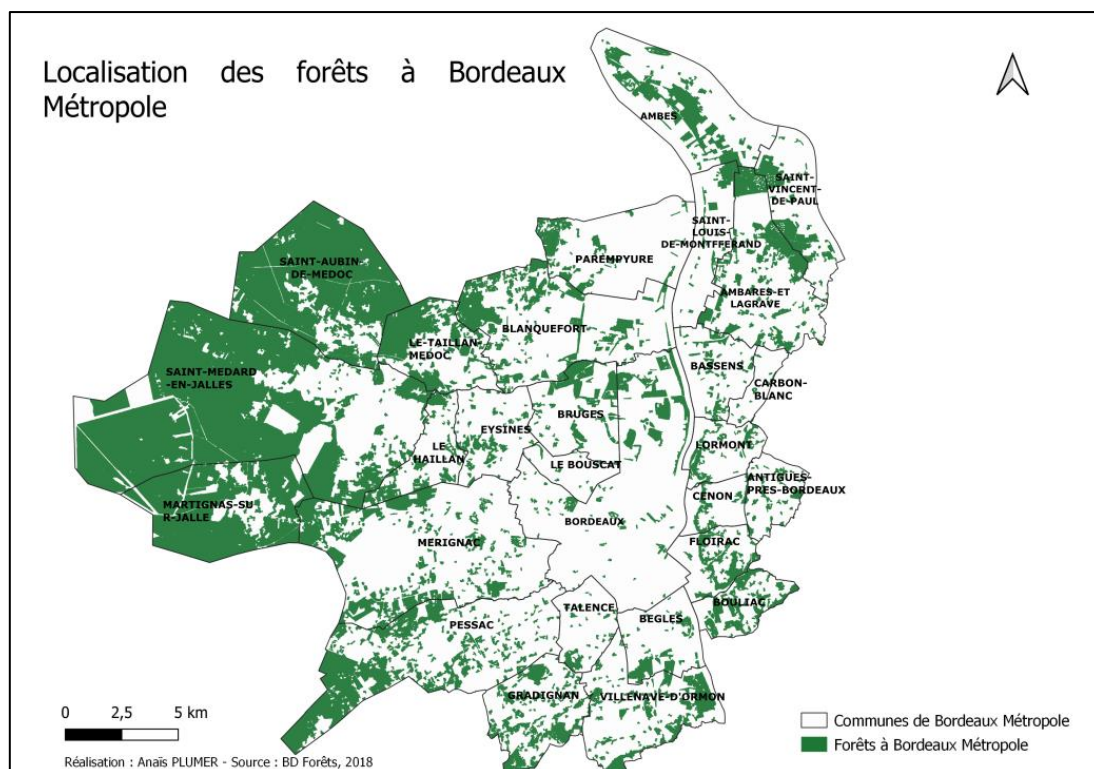 Localisation des forêts à Bordeaux
Métropole
AMBES
SAINT-
VINCENT-
DE-PAUL
SAINT-
LOUIS-
DE-MONTFFERAND
PAREMPYURE
SAINT-AUBIN-
DE-MEDOC
AMBARES-ET
LAGRAVE
BLANQUEFORT
LE-TAILLAN-
MEDOC
BASSENS
SAINT-MEDARD
-EN-JALLES
CARBON-
BLANC
BRUGES
EYSINES
LORMONT
LE
HAILLAN
LE BOUSCAT
ANTIGUES-
PRES-BORDEAUX
CENON
MARTIGNAS-SU
R-JALLE
BORDEAUX
MERIGNAC
FLOIRAC
BOULIAC
TALENCE
BEGLES
PESSAC
GRADIGNAN
VILLENAVE-D'ORMON
0 2,5 5 km
Communes de Bordeaux Métropole
Forêts à Bordeaux Métropole
Réalisation : Anaïs PLUMER - Source : BD Forêts, 2018